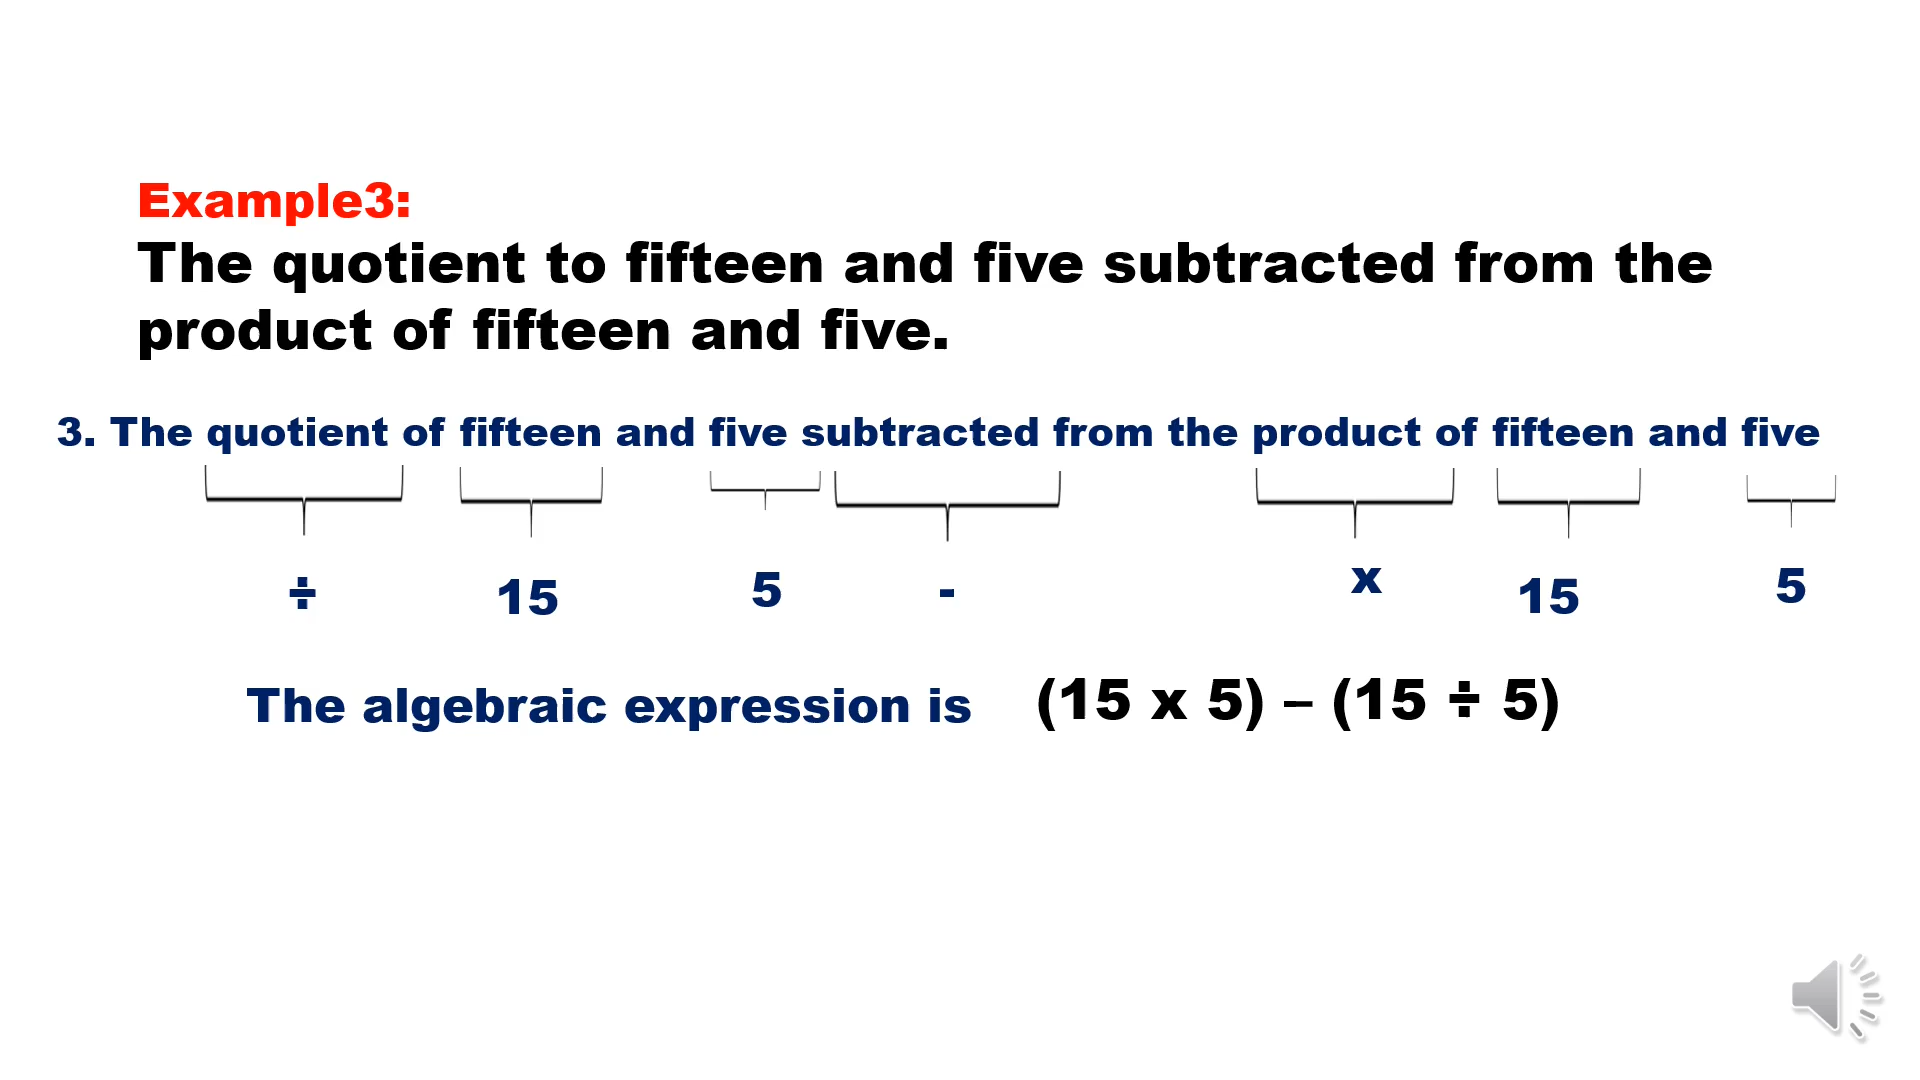 Example3:
The quotient to fifteen and five subtracted from the
product of fifteen and five.
3. The quotient of fifteen and five subtracted from the product of fifteen and five
÷ 15 5 - x 15 5
The algebraic expression is (15 x 5) – (15 ÷ 5)